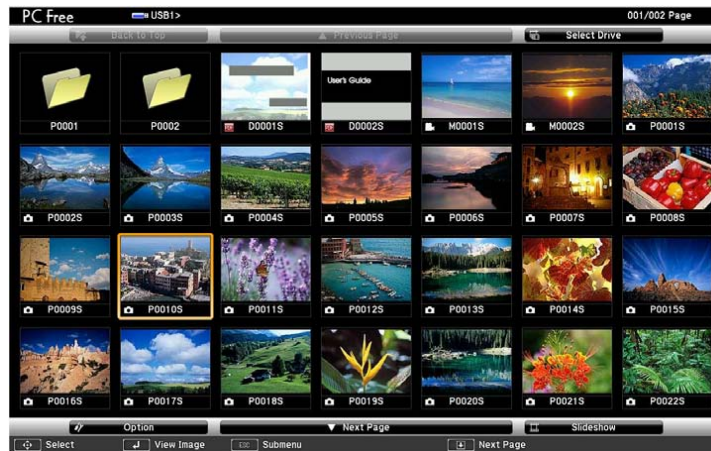 PC Free USB1> 001/002 Page
Back to Top Previous Page Select Drive
User's Guide
P0001 P0002 D0001S D0002S M0001S M0002S P0001S
P0002S P0003S P0004S P0005S P0006S P0007S P0008S
P0009S P0010S P0011S P0012S P0013S P0014S P0015S
P0016S P0017S P0018S P0019S P0020S P0021S P0022S
Option Next Page Slideshow
Select View Image Esc Submenu Next Page